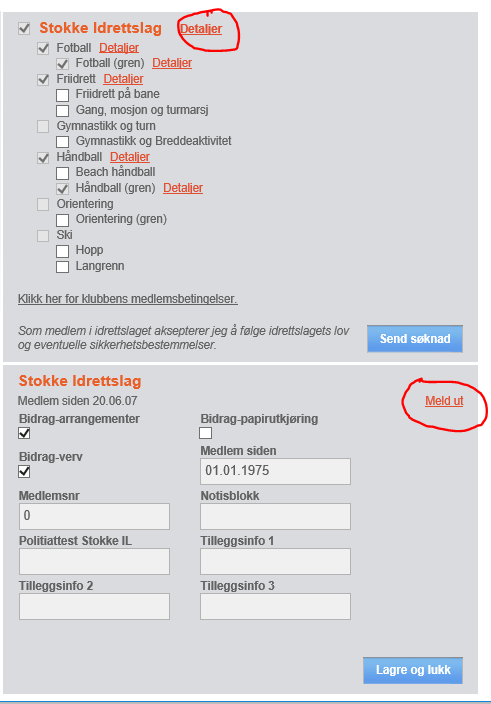 Stokke Idrettslag Detaljer
Fotball Detaljer
Fotball (gren) Detaljer
Friidrett Detaljer
Friidrett på bane
Gang, mosjon og turmarsj
Gymnastikk og turn
Gymnastikk og Breddeaktivitet
Håndball Detaljer
Beach håndball
Håndball (gren) Detaljer
Orientering
Orientering (gren)
Ski
Hopp
Langrenn
Klikk her for klubbens medlemsbetingelser.
Som medlem i idrettslaget aksepterer jeg å følge idrettslagets lov
og eventuelle sikkerhetsbestemmelser.
Send søknad
Stokke Idrettslag
Medlem siden 20.06.07
Meld ut
Bidrag-arrangementer
Bidrag-papirutkjøring
Bidrag-verv
Medlem siden
01.01.1975
Medlemsnr
Notisblokk
0
Politiattest Stokke IL
Tilleggsinfo 1
Tilleggsinfo 2
Tilleggsinfo 3
Lagre og lukk